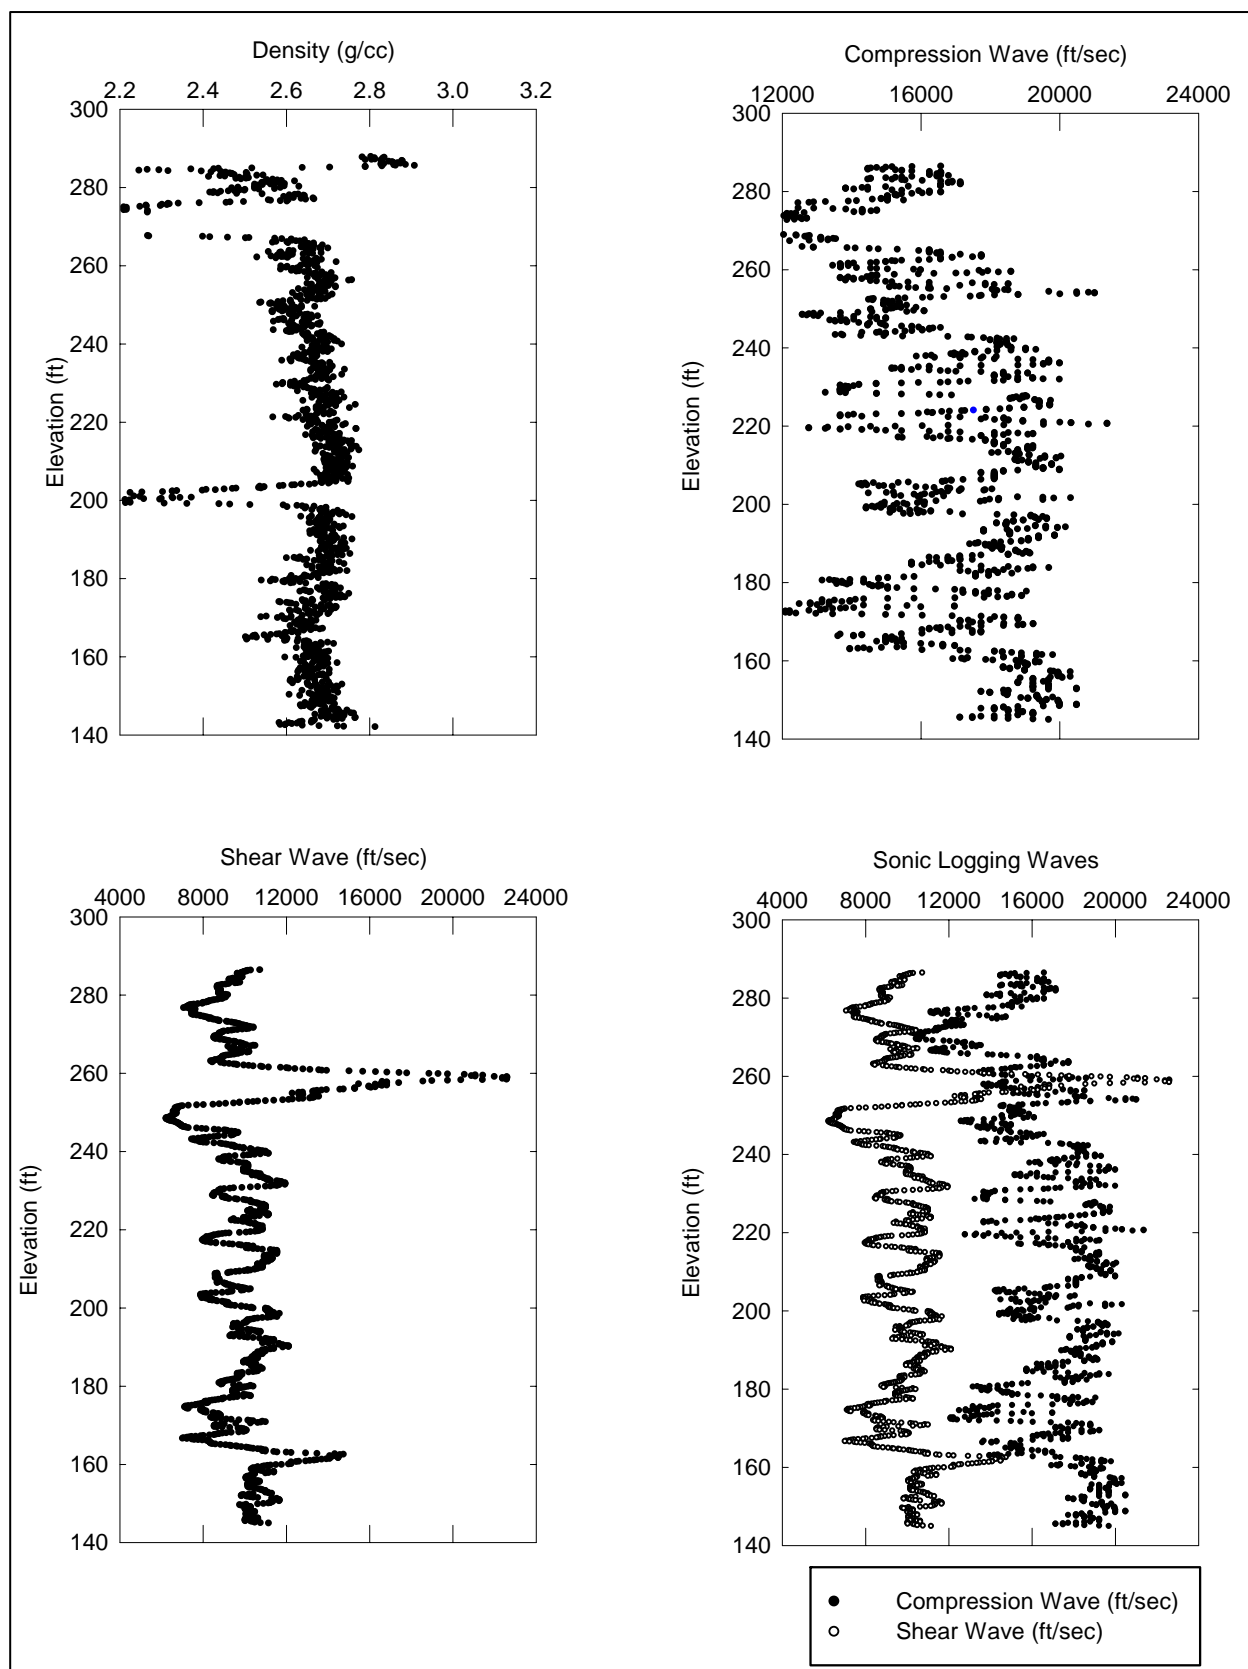 Density (g/cc)
2.2 2.4 2.6 2.8 3.0 3.2
300
280
260
240
220
200
180
160
140
Elevation (ft)
Compression Wave (ft/sec)
12000 16000 20000 24000
300
280
260
240
220
200
180
160
140
Elevation (ft)
Shear Wave (ft/sec)
4000 8000 12000 16000 20000 24000
300
280
260
240
220
200
180
160
140
Elevation (ft)
Sonic Logging Waves
4000 8000 12000 16000 20000 24000
300
280
260
240
220
200
180
160
140
Elevation (ft)
Compression Wave (ft/sec)
Shear Wave (ft/sec)